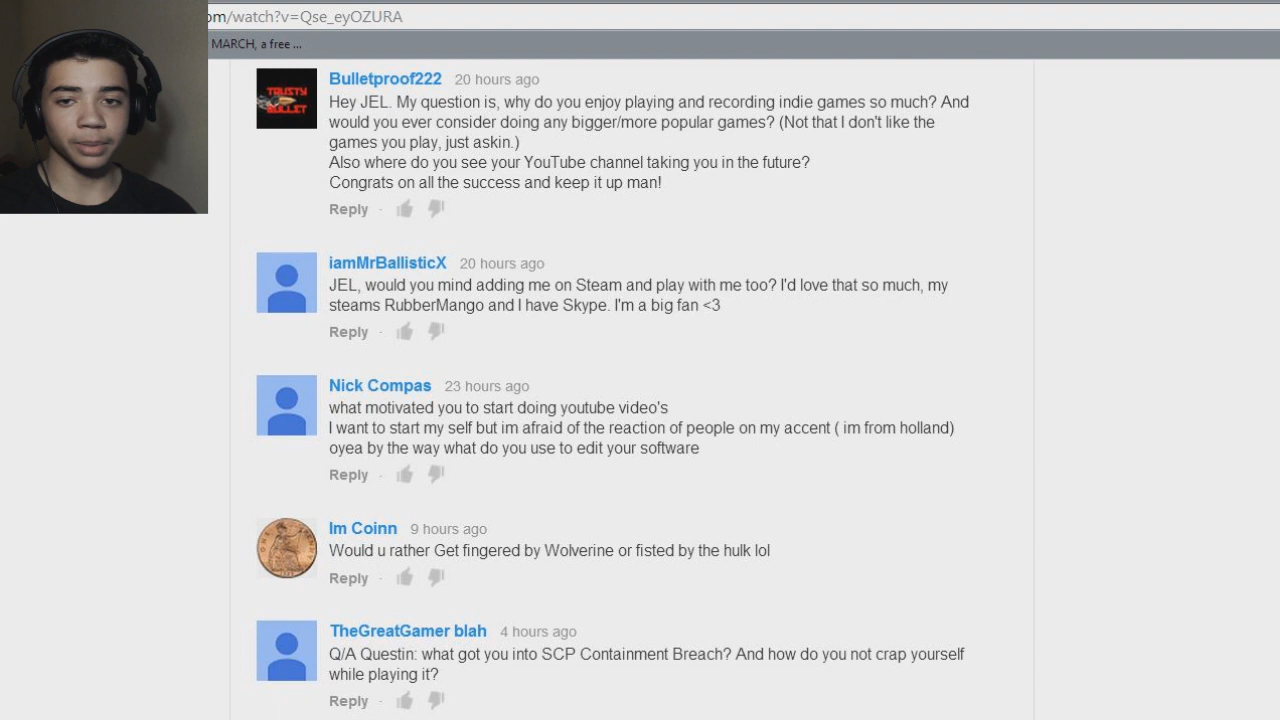 om/watch?v=Qse_eyOZURA
MARCH, a free ...
TRUSTY
BULLET
Bulletproof222 20 hours ago
Hey JEL. My question is, why do you enjoy playing and recording indie games so much? And
would you ever consider doing any bigger/more popular games? (Not that I don't like the
games you play, just askin.)
Also where do you see your YouTube channel taking you in the future?
Congrats on all the success and keep it up man!
Reply ·
iamMrBallisticX 20 hours ago
JEL, would you mind adding me on Steam and play with me too? I'd love that so much, my
steams RubberMango and I have Skype. I'm a big fan <3
Reply ·
Nick Compas 23 hours ago
what motivated you to start doing youtube video's
I want to start my self but im afraid of the reaction of people on my accent ( im from holland)
oyea by the way what do you use to edit your software
Reply ·
Im Coinn 9 hours ago
Would u rather Get fingered by Wolverine or fisted by the hulk lol
Reply ·
TheGreatGamer blah 4 hours ago
Q/A Questin: what got you into SCP Containment Breach? And how do you not crap yourself
while playing it?
Reply ·